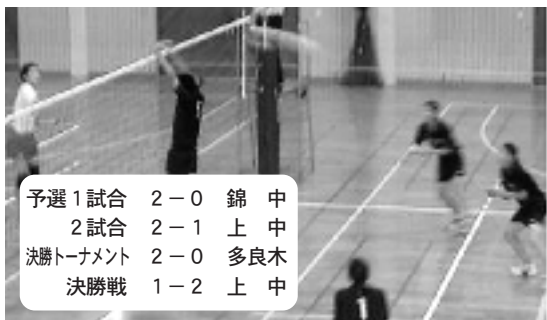 予選1試合 2－0 錦 中
2試合 2－1 上 中
決勝トーナメント 2－0 多良木
決勝戦 1－2 上 中
1